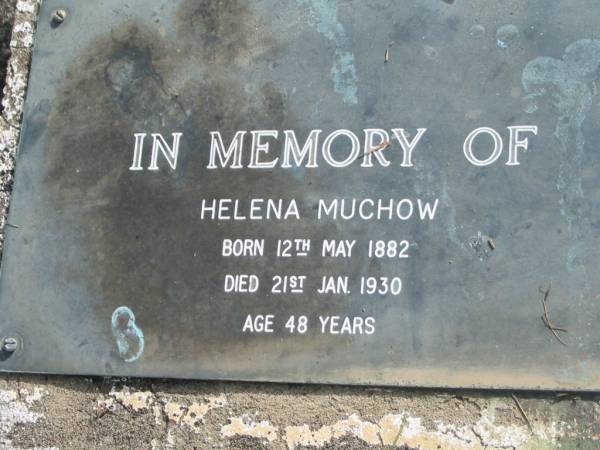 IN MEMORY OF
HELENA MUCHOW
BORN 12TH MAY 1882
DIED 21ST JAN. 1930
AGE 48 YEARS